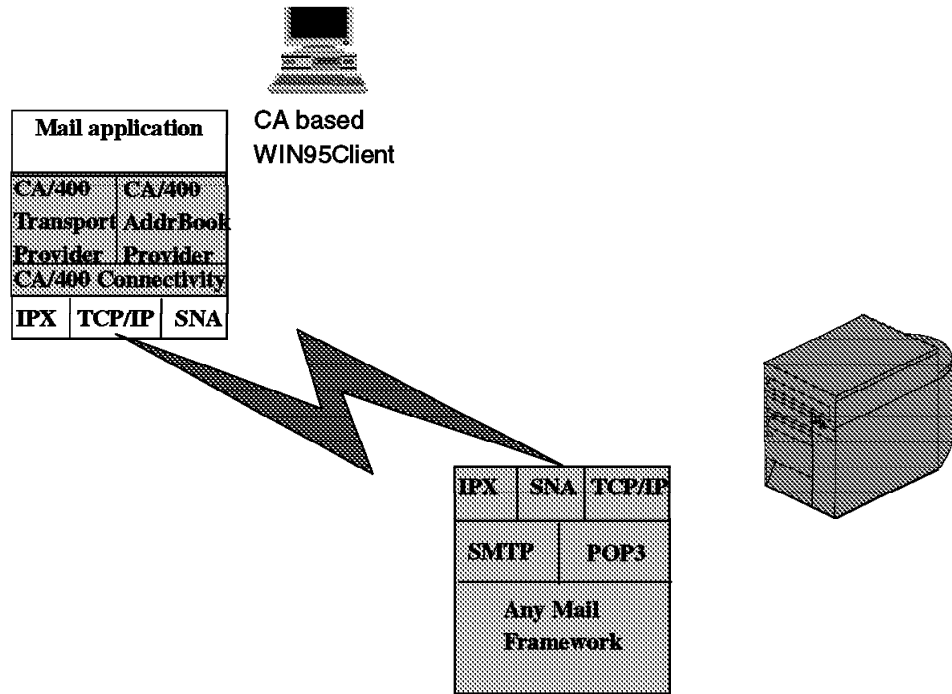 CA based
WIN95Client
Mail application
CA/400 CA/400
Transport AddrBook
Provider Provider
CA/400 Connectivity
IPX TCP/IP SNA
IPX SNA TCP/IP
SMTP POP3
Any Mail
Framework